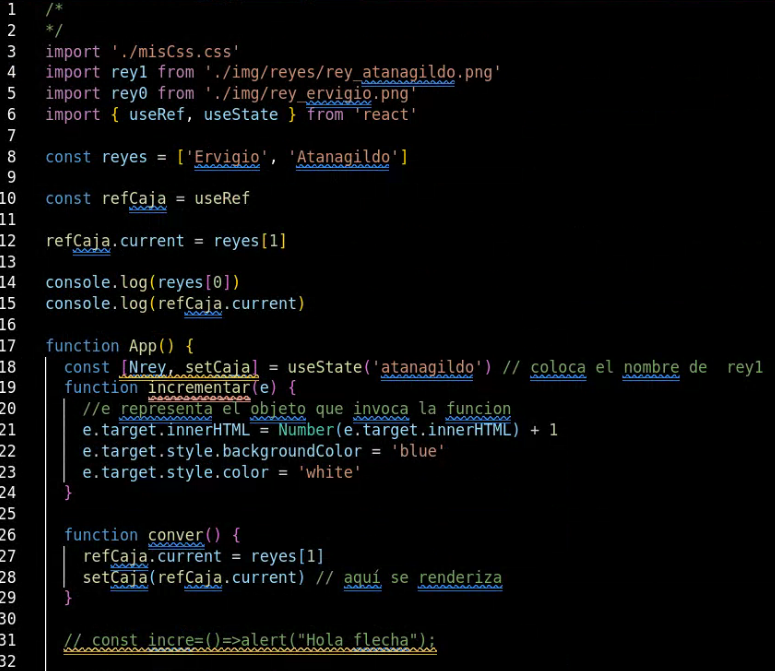 1 /*
2 */
3 import './misCss.css'
4 import rey1 from './img/reyes/rey_atanagildo.png'
5 import rey0 from './img/rey_ervigio.png'
6 import { useRef, useState } from 'react'
7
8 const reyes = ['Ervigio', 'Atanagildo']
9
10 const refCaja = useRef
11
12 refCaja.current = reyes[1]
13
14 console.log(reyes[0])
15 console.log(refCaja.current)
16
17 function App() {
18 const [Nrey, setCaja] = useState('atanagildo') // coloca el nombre de  rey1
19 function incrementar(e) {
20 //e representa el objeto que invoca la funcion
21 e.target.innerHTML = Number(e.target.innerHTML) + 1
22 e.target.style.backgroundColor = 'blue'
23 e.target.style.color = 'white'
24 }
25
26 function conver() {
27 refCaja.current = reyes[1]
28 setCaja(refCaja.current) // aquí se renderiza
29 }
30
31 // const incre=()=>alert("Hola flecha");
32